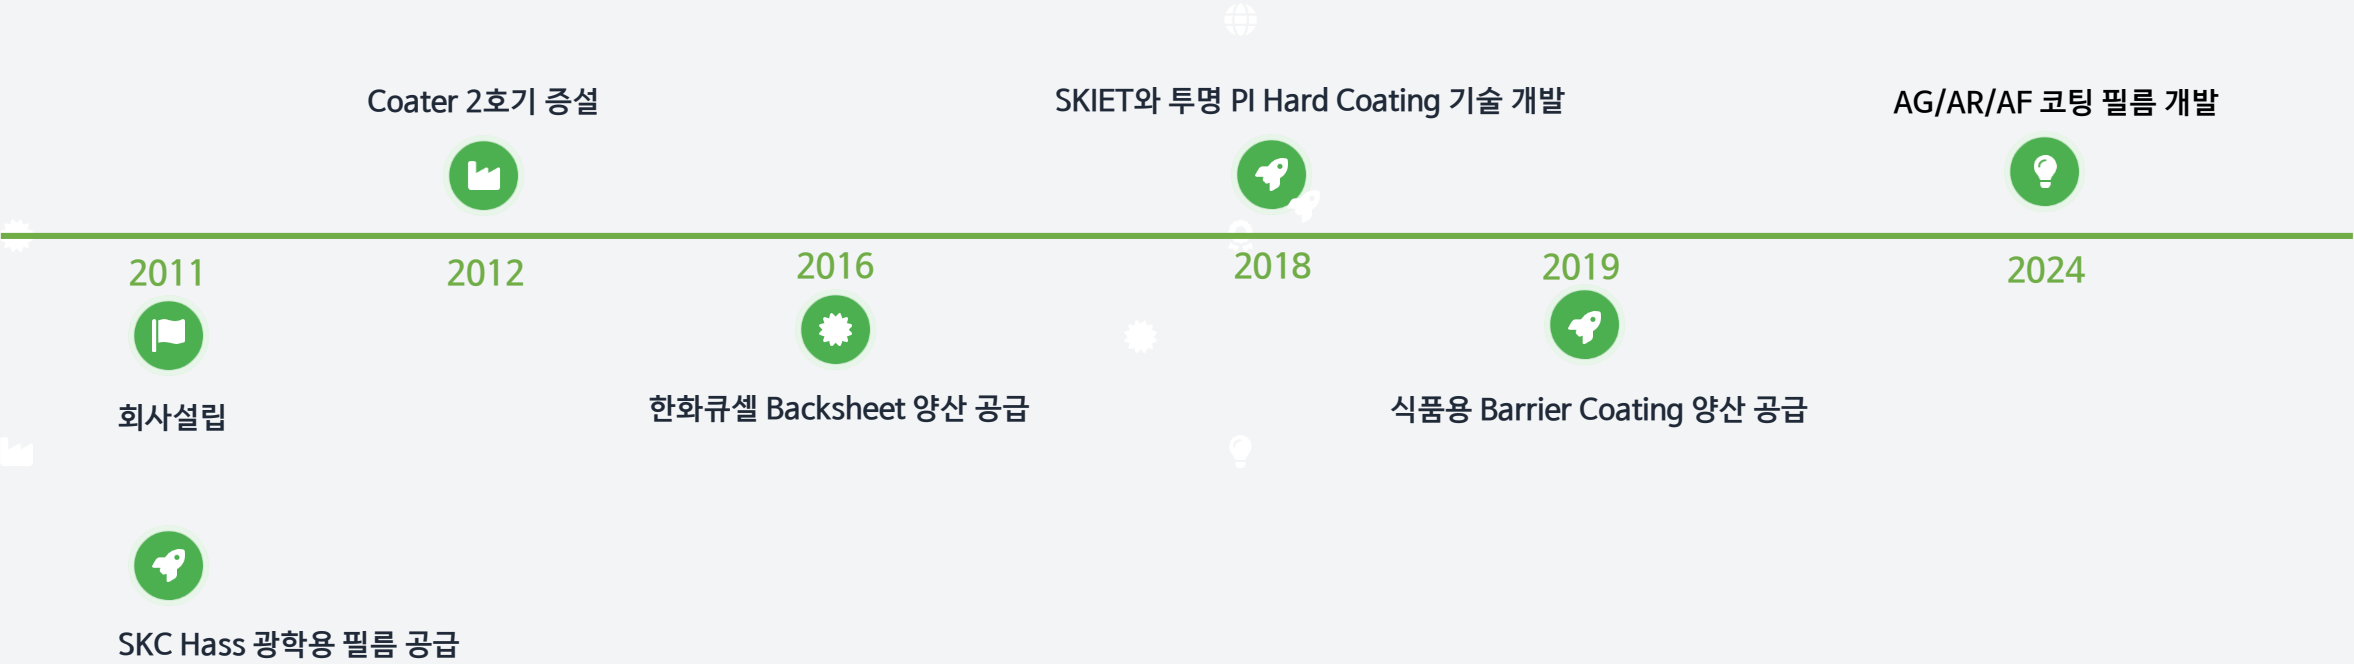 Coater 2호기 증설
SKIET와 투명 PI Hard Coating 기술 개발
AG/AR/AF 코팅 필름 개발
2011
2012
2016
2018
2019
2024
회사설립
한화큐셀 Backsheet 양산 공급
식품용 Barrier Coating 양산 공급
SKC Hass 광학용 필름 공급